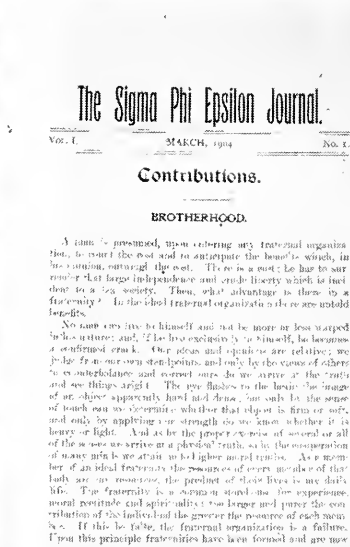 The Sigma Phi Epsilon Journal.
Vol. I. MARCH, 1904 No. 1.
Contributions.
BROTHERHOOD.
A man is presumed, upon entering any fraternal organiza-
tion, to count the cost and to anticipate the benefits which, in
his opinion, outweigh the cost. There is a cost; he has to sur-
render that large independence and crude liberty which is inci-
dent to a society. Then, what advantage is there in a
fraternity? In the ideal fraternal organization there are untold
benefits.
No man can live to himself and not be more or less warped
in his nature; and, if he live exclusively to himself, he becomes
a confirmed crank. Our ideas and opinions are relative; we
judge from our own standpoints and only by the views of others
to counterbalance and correct ours do we arrive at the truth
and see things aright. The eye flashes to the brain the image
of an object apparently hard and dense, but only by the sense
of touch can we determine whether that object is firm or soft,
and only by applying our strength do we know whether it is
heavy or light. And as by the proper exercise of several or all
of the senses we arrive at a physical truth, so by the cooperation
of many minds we attain to higher moral truths. As a mem-
ber of an ideal fraternity the resources of every member of that
body are my resources, the product of their lives is my daily
life. The fraternity is a common storehouse for experience,
moral rectitude and spirituality; the larger and purer the con-
tribution of the individual the greater the resource of each mem-
ber. If this be false, the fraternal organization is a failure.
Upon this principle fraternities have been formed and are now